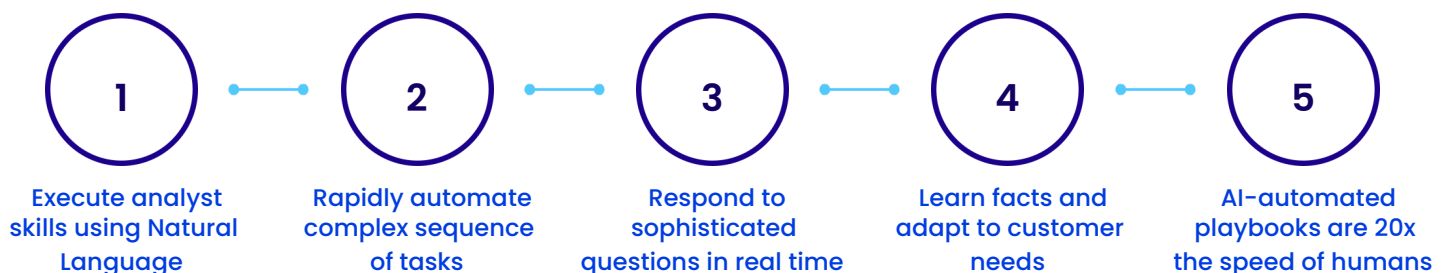 1
2
3
4
5
Execute analyst
skills using Natural
Language
Rapidly automate
complex sequence
of tasks
Respond to
sophisticated
questions in real time
Learn facts and
adapt to customer
needs
AI-automated
playbooks are 20x
the speed of humans